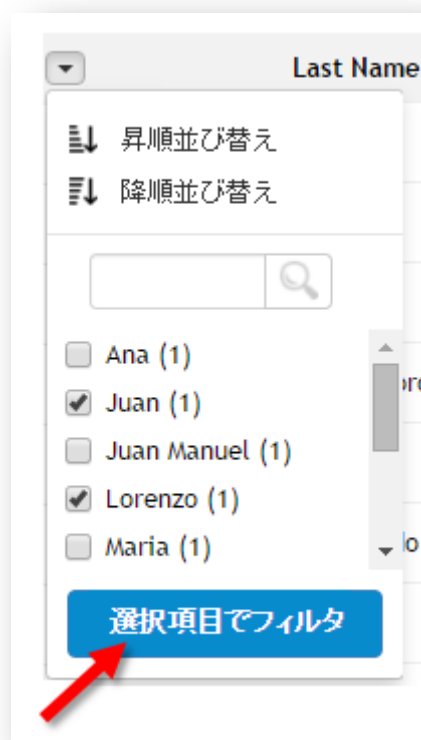 Last Name
昇順並び替え
降順並び替え
Ana (1)
Juan (1)
Juan Manuel (1)
Lorenzo (1)
Maria (1)
選択項目でフィルタ